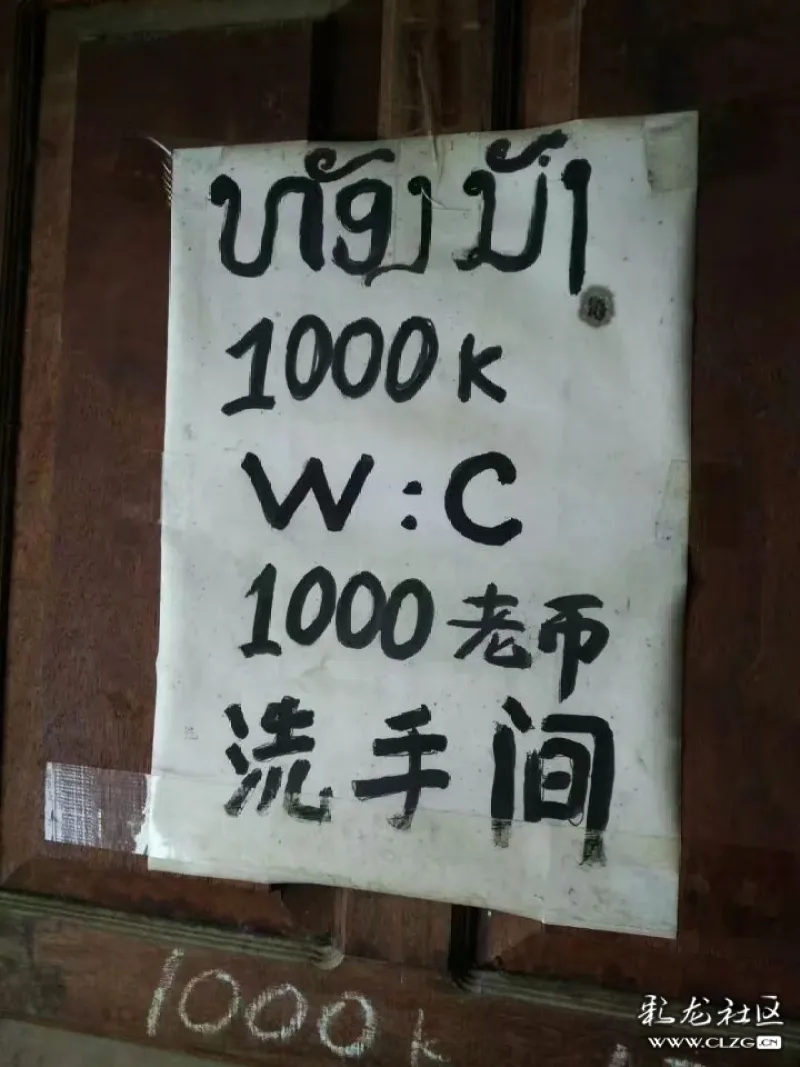 ຫ້ອງ ນ້ຳ
1000 K
W:C
1000 老币
洗手间
1000 k
彩龙社区
WWW.CLZG.CN